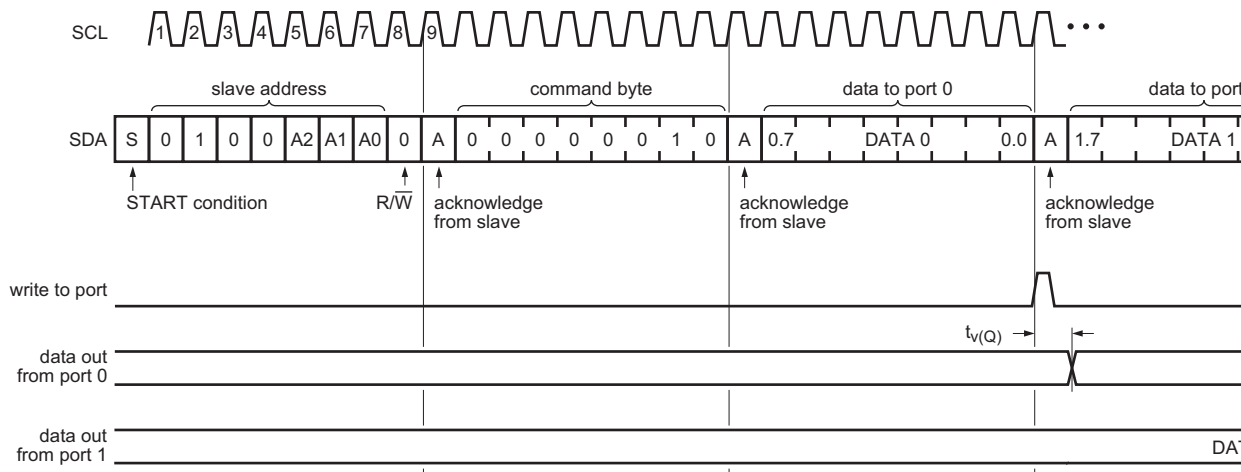 SCL 1 2 3 4 5 6 7 8 9
slave address command byte data to port 0 data to port
SDA S 0 1 0 0 A2 A1 A0 0 A 0 0 0 0 0 0 1 0 A 0.7 DATA 0 0.0 A 1.7 DATA 1
START condition R/W̅ acknowledge acknowledge acknowledge
from slave from slave from slave
write to port
tv(Q)
data out
from port 0
data out
from port 1
DAT